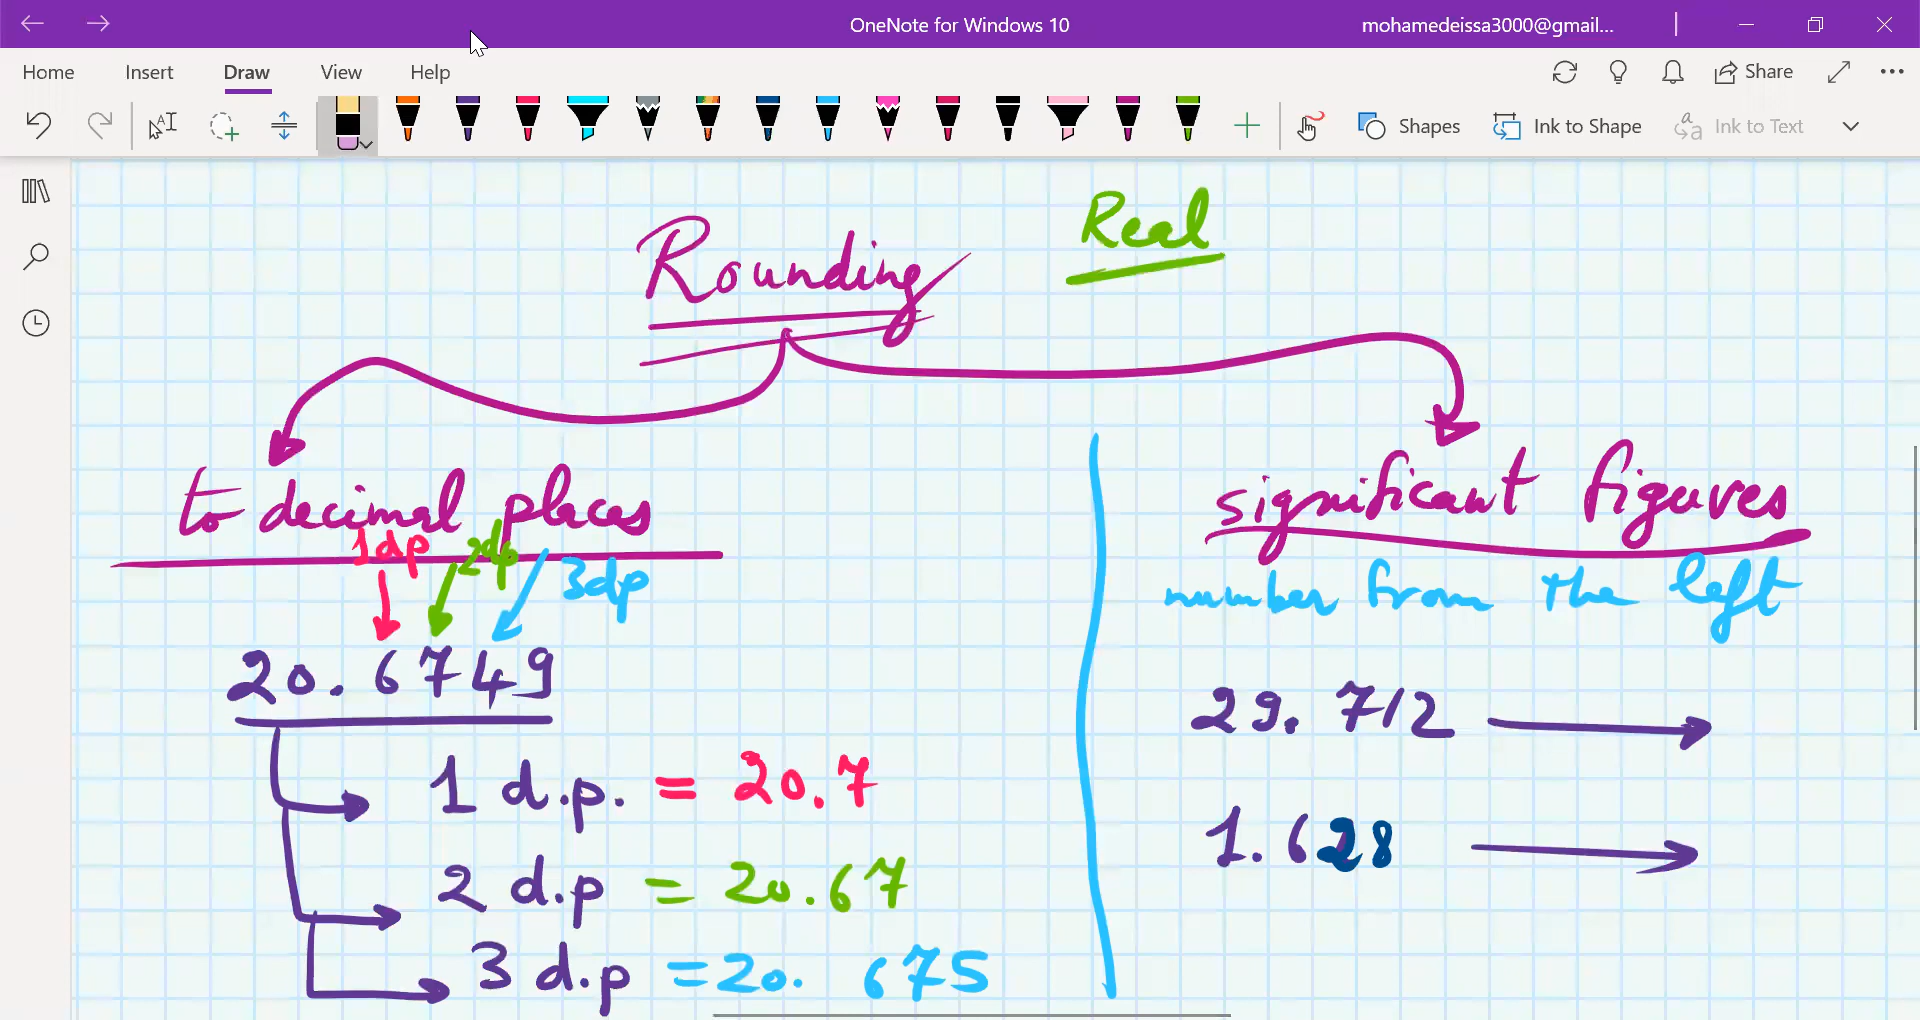 OneNote for Windows 10
mohamedeissa3000@gmail...
Home Insert Draw View Help
Share
Shapes Ink to Shape Ink to Text
Real
Rounding
to decimal places
1dp 2dp 3dp
20.6749
1 d.p. = 20.7
2 d.p = 20.67
3 d.p = 20. 675
significant figures
number from the left
29.712
1.628